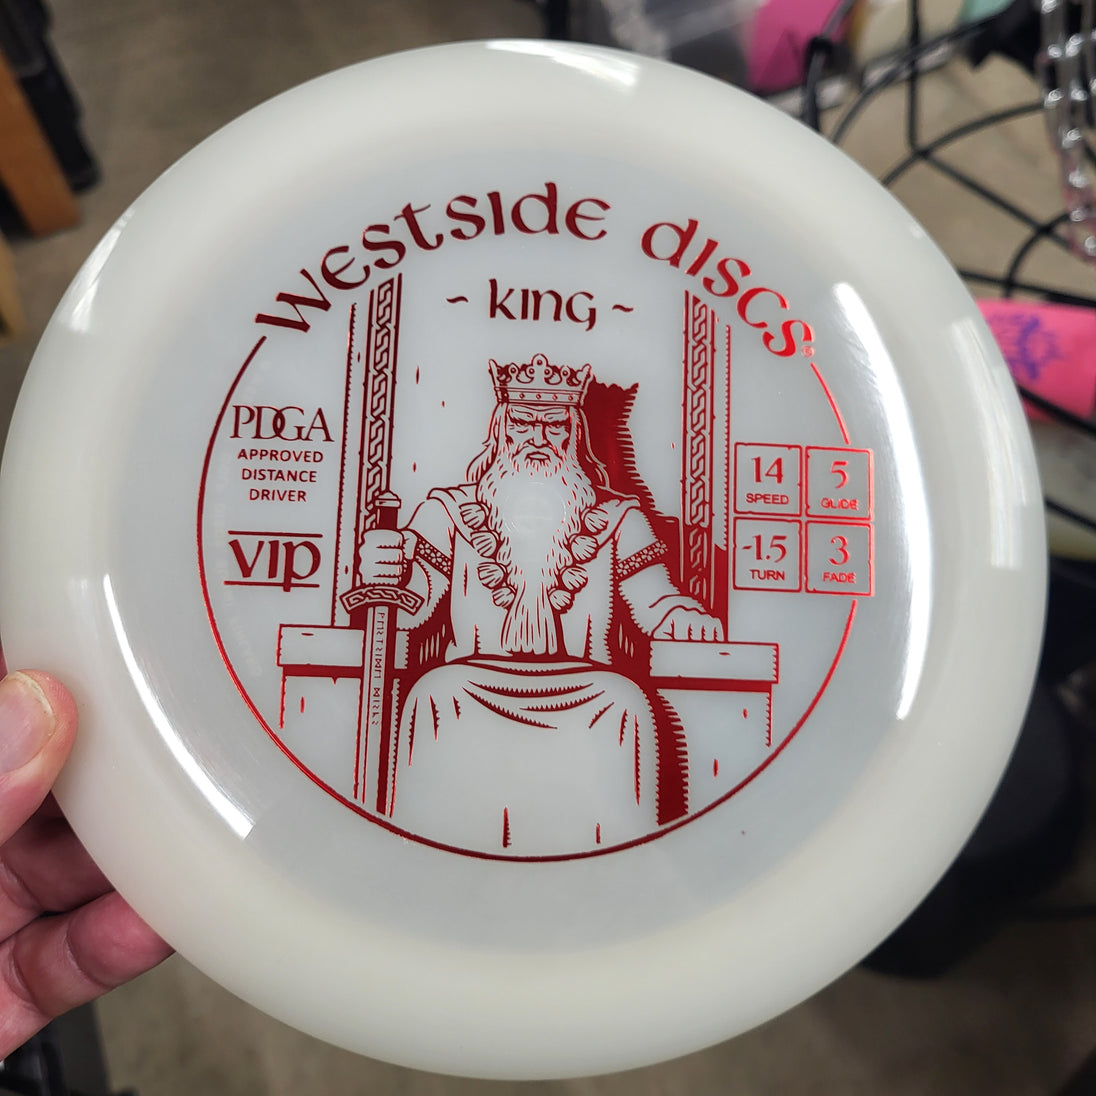 Westside discs
~ King ~
PDGA
APPROVED
DISTANCE
DRIVER
VIP
14
SPEED
5
GLIDE
-1.5
TURN
3
FADE